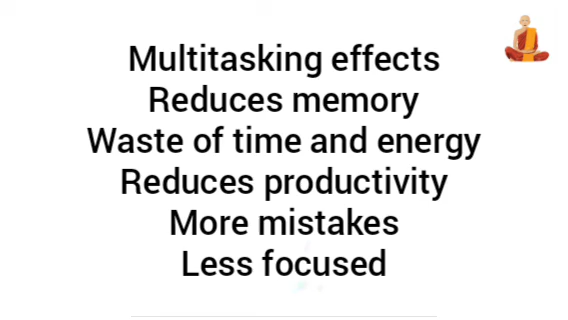 Multitasking effects
Reduces memory
Waste of time and energy
Reduces productivity
More mistakes
Less focused